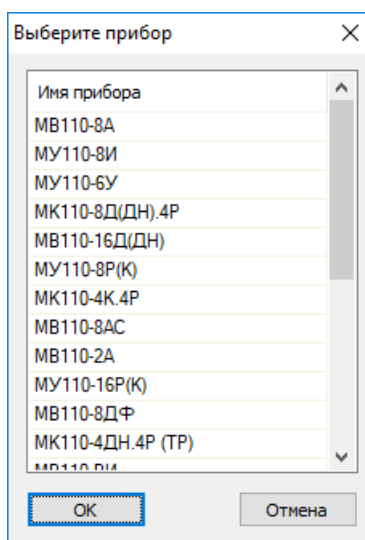 Выберите прибор
Имя прибора
МВ110-8А
МУ110-8И
МУ110-6У
МК110-8Д(ДН).4Р
МВ110-16Д(ДН)
МУ110-8Р(К)
МК110-4К.4Р
МВ110-8АС
МВ110-2А
МУ110-16Р(К)
МВ110-8ДФ
МК110-4ДН.4Р (ТР)
OK
Отмена